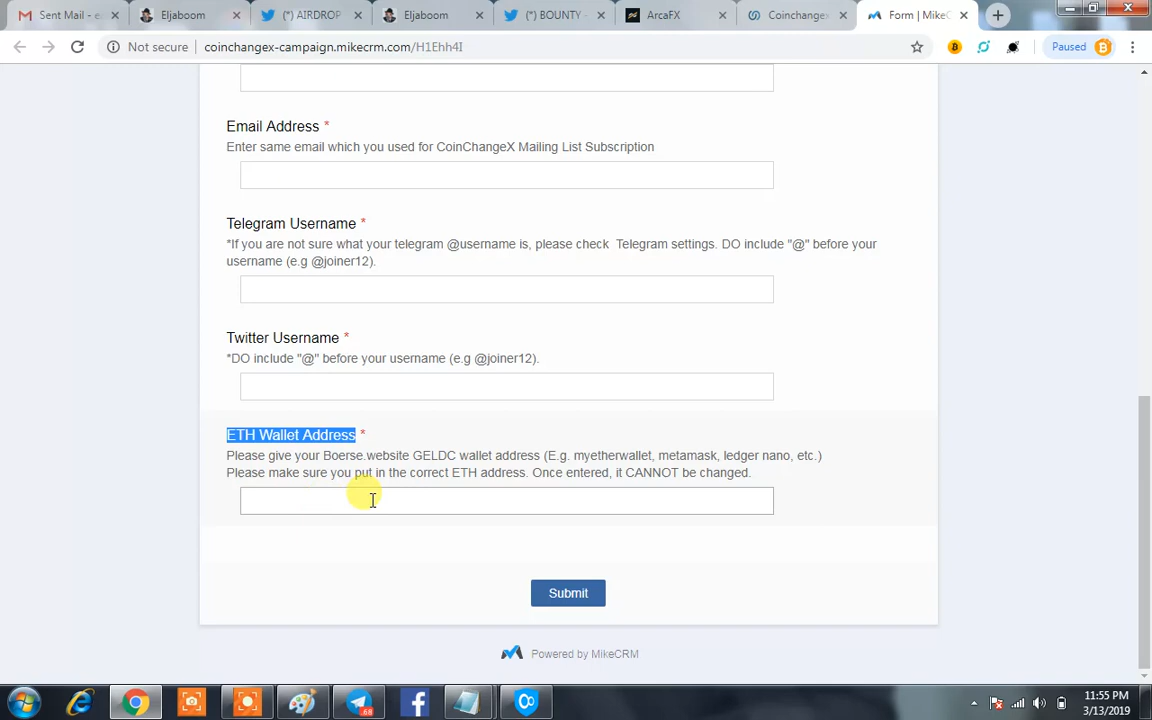 Sent Mail - e
Eljaboom
(*) AIRDROP
Eljaboom
(*) BOUNTY -
ArcaFX
Coinchangex
Form | MikeC
Not secure
coinchangex-campaign.mikecrm.com/H1Ehh4I
Paused
Email Address *
Enter same email which you used for CoinChangeX Mailing List Subscription
Telegram Username *
*If you are not sure what your telegram @username is, please check Telegram settings. DO include "@" before your
username (e.g @joiner12).
Twitter Username *
*DO include "@" before your username (e.g @joiner12).
ETH Wallet Address *
Please give your Boerse.website GELDC wallet address (E.g. myetherwallet, metamask, ledger nano, etc.)
Please make sure you put in the correct ETH address. Once entered, it CANNOT be changed.
Submit
Powered by MikeCRM
.68
11:55 PM
3/13/2019